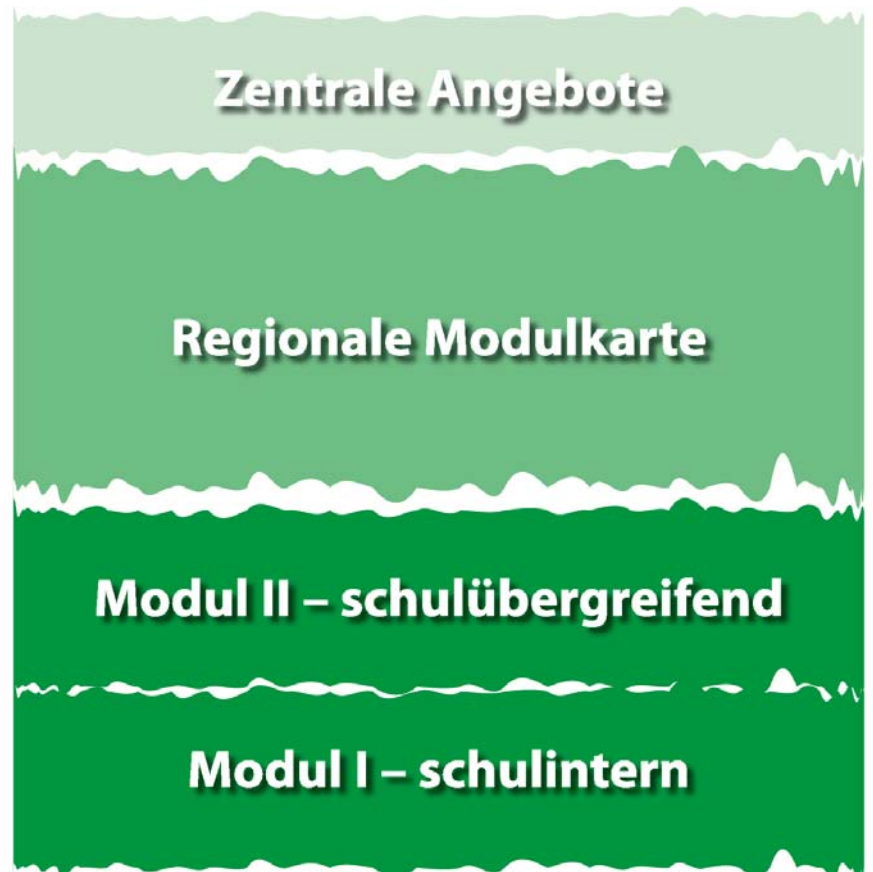 Zentrale Angebote
Regionale Modulkarte
Modul II – schulübergreifend
Modul I – schulintern